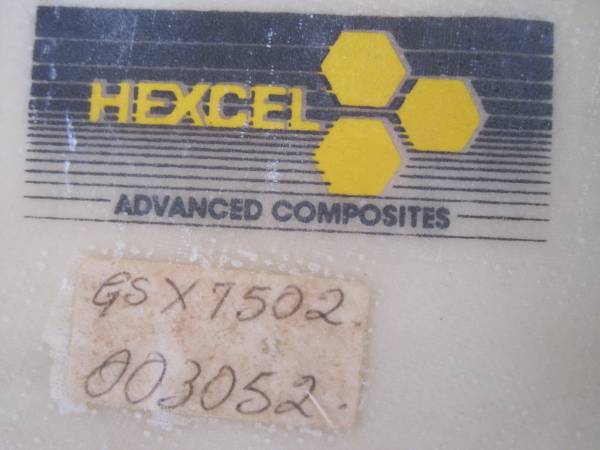 HEXCEL
ADVANCED COMPOSITES
GSX7502.
003052.